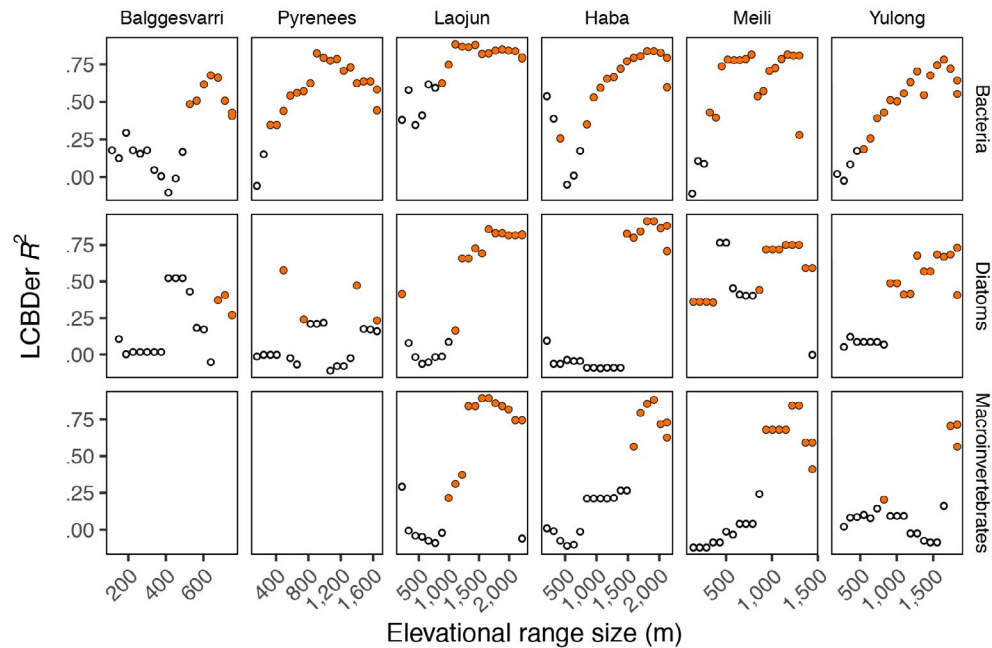 Balggesvarri Pyrenees Laojun Haba Meili Yulong
.75
.50
.25
.00
Bacteria
.75
.50
.25
.00
Diatoms
.75
.50
.25
.00
Macroinvertebrates
LCBDer R²
200 400 600 400 800 1,200 1,600 500 1,000 1,500 2,000 500 1,000 1,500 2,000 500 1,000 1,500 500 1,000 1,500
Elevational range size (m)